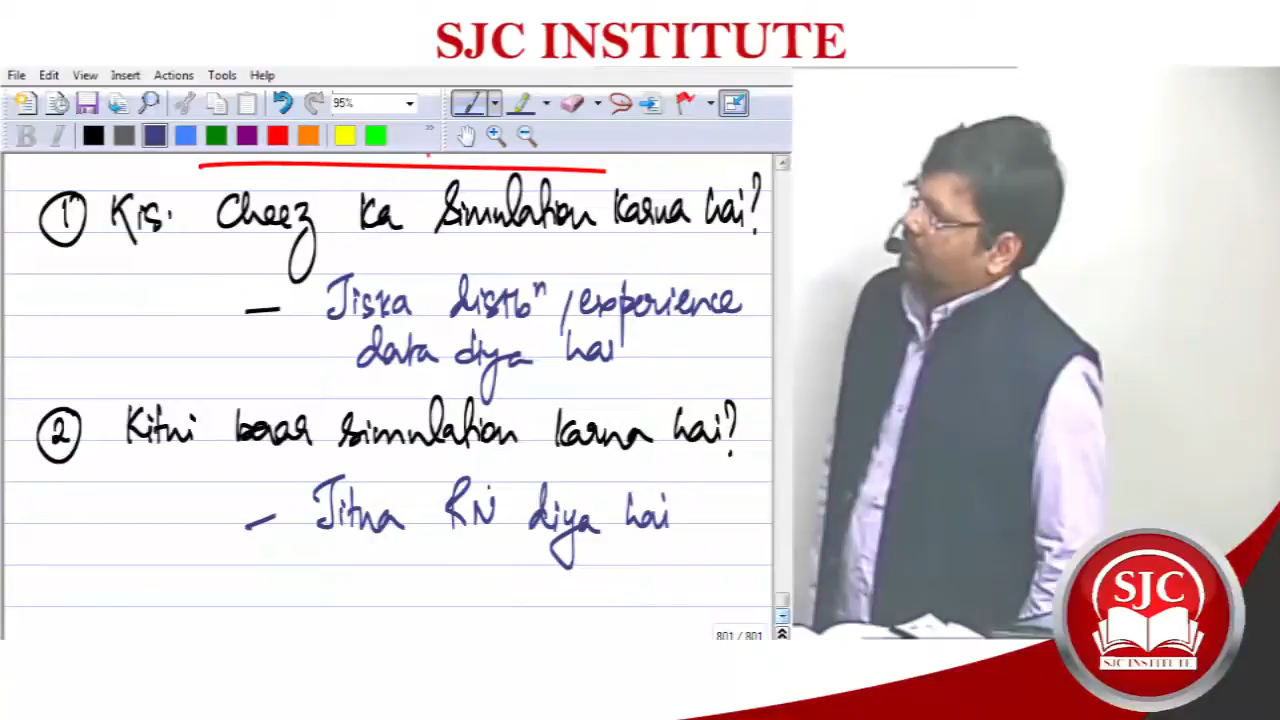 SJC INSTITUTE
File Edit View Insert Actions Tools Help
95%
B I
① Kis. Cheez ka simulation karna hai?
— Jiska distbⁿ / experience
data diya hai
② Kitni baar simulation karna hai?
— Jitna RN diya hai
801 / 801
SJC
SJC INSTITUTE